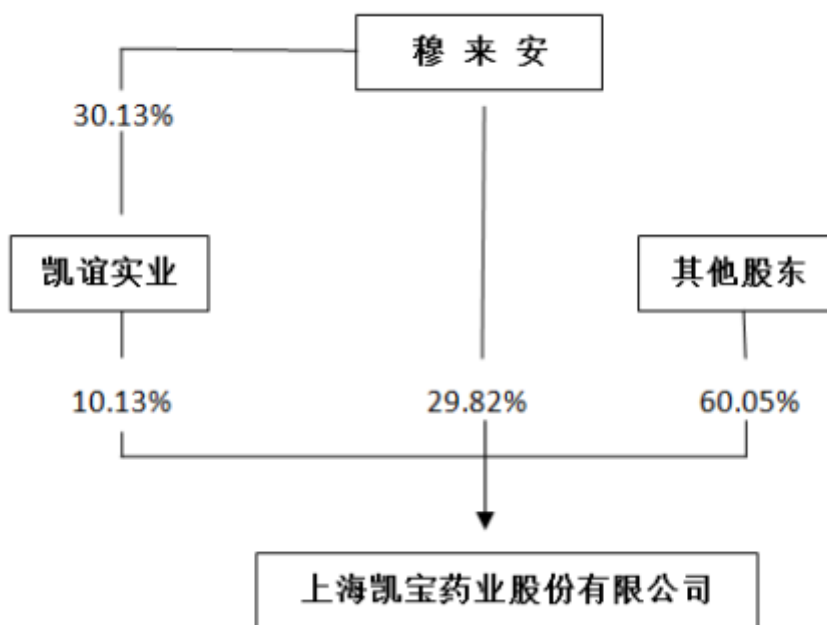 穆来安
30.13%
凯谊实业
其他股东
10.13%
29.82%
60.05%
上海凯宝药业股份有限公司